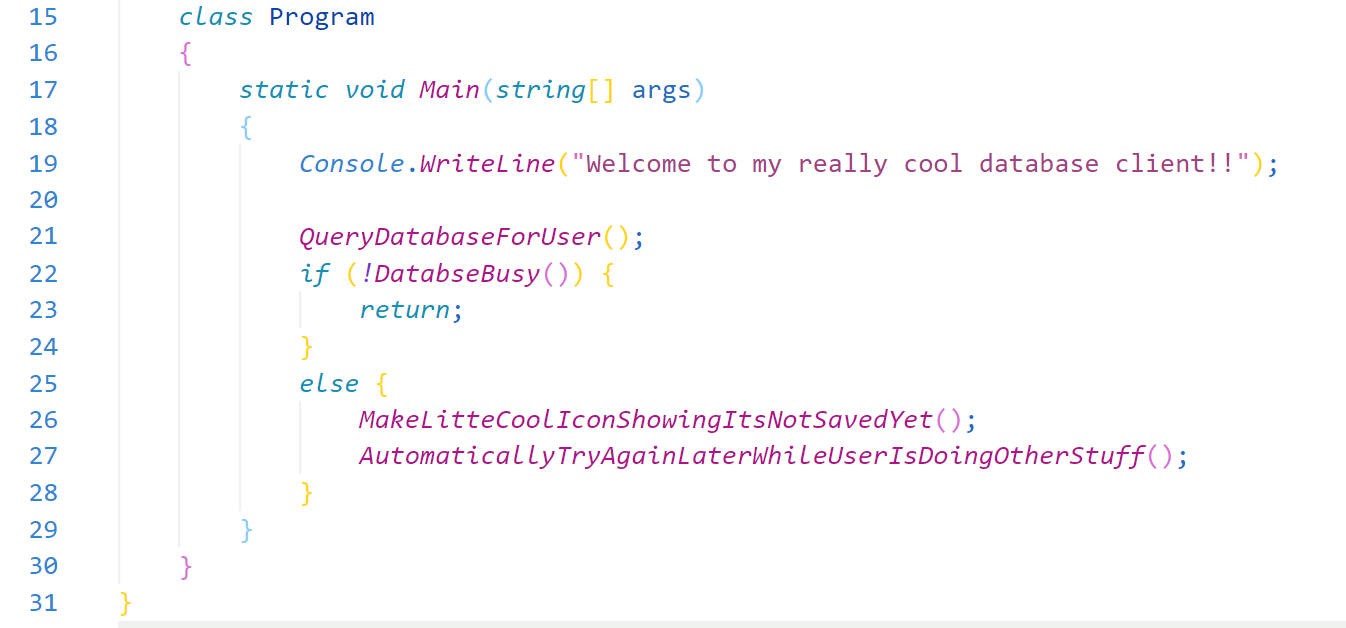 15 class Program
16 {
17 static void Main(string[] args)
18 {
19 Console.WriteLine("Welcome to my really cool database client!!");
20
21 QueryDatabaseForUser();
22 if (!DatabseBusy()) {
23 return;
24 }
25 else {
26 MakeLitteCoolIconShowingItsNotSavedYet();
27 AutomaticallyTryAgainLaterWhileUserIsDoingOtherStuff();
28 }
29 }
30 }
31 }